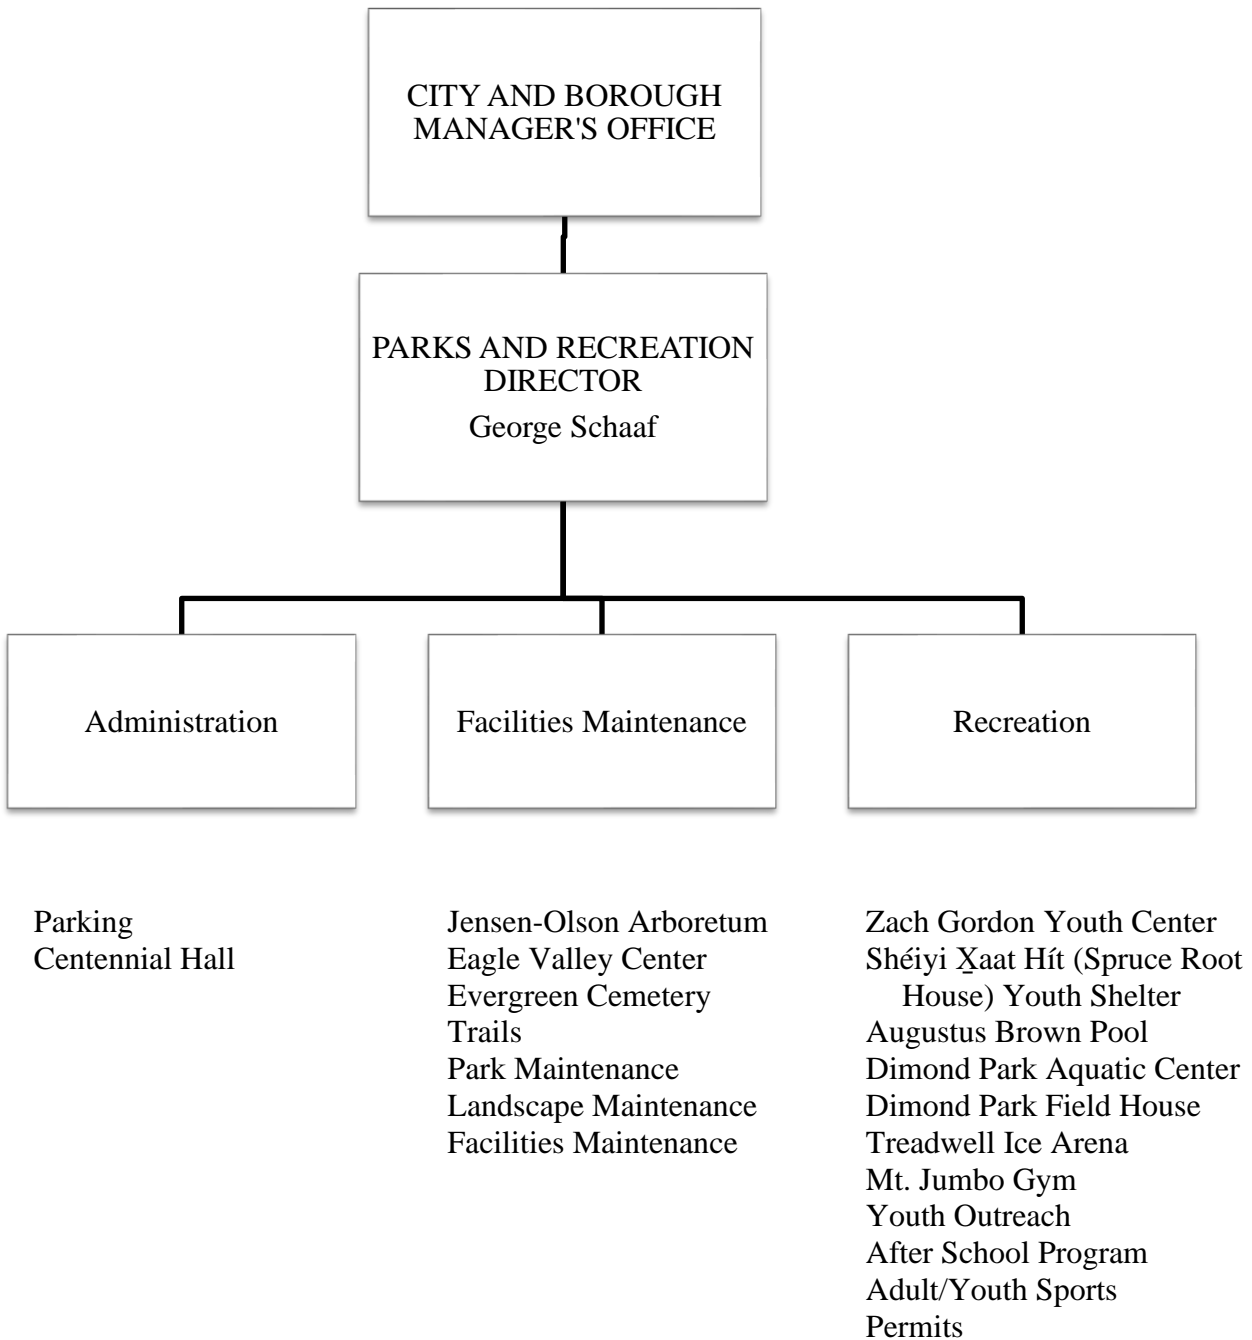 CITY AND BOROUGH
MANAGER'S OFFICE
PARKS AND RECREATION
DIRECTOR
George Schaaf
Administration
Facilities Maintenance
Recreation
Parking
Centennial Hall
Jensen-Olson Arboretum
Eagle Valley Center
Evergreen Cemetery
Trails
Park Maintenance
Landscape Maintenance
Facilities Maintenance
Zach Gordon Youth Center
Shéiyi X̲aat Hít (Spruce Root
House) Youth Shelter
Augustus Brown Pool
Dimond Park Aquatic Center
Dimond Park Field House
Treadwell Ice Arena
Mt. Jumbo Gym
Youth Outreach
After School Program
Adult/Youth Sports
Permits